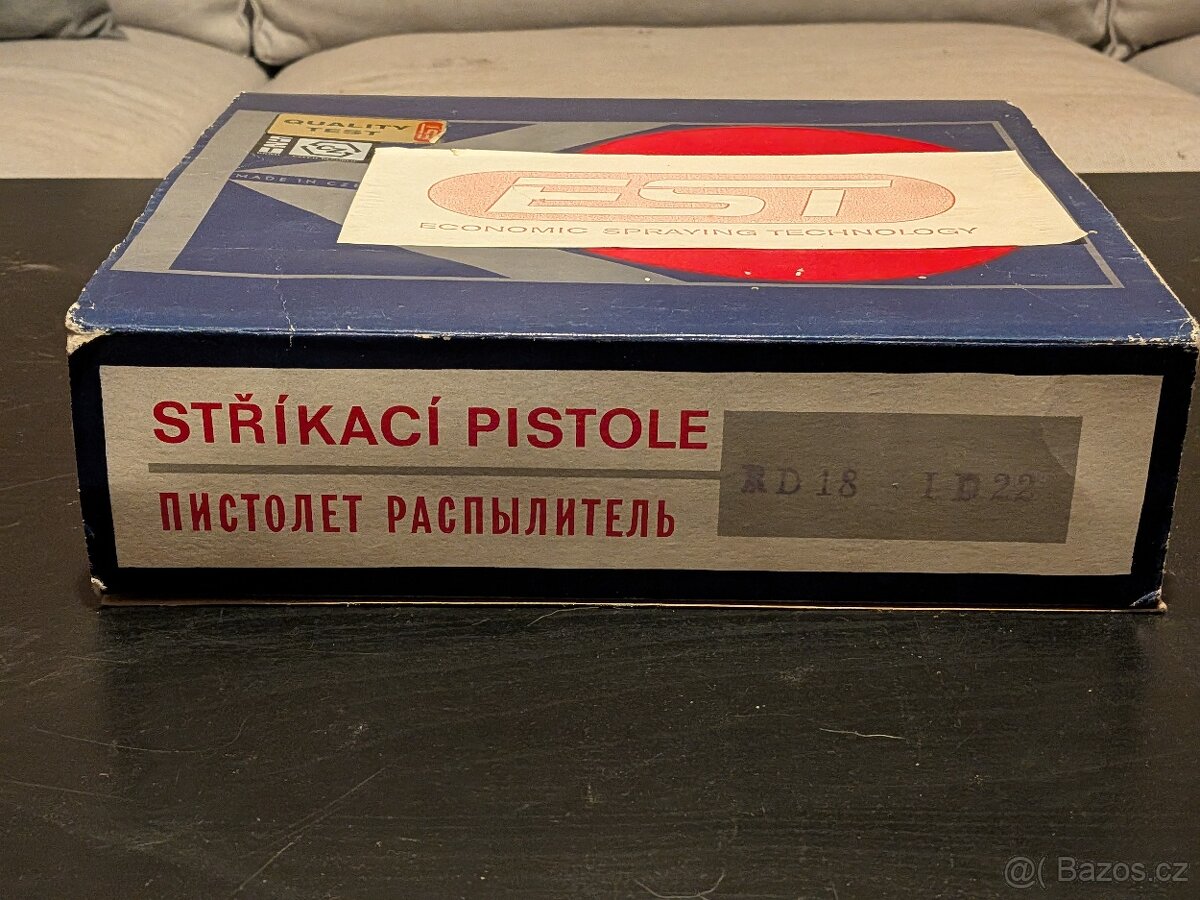 QUALITY
TEST
MADE IN CZE
EST
ECONOMIC SPRAYING TECHNOLOGY
STŘÍKACÍ PISTOLE
ПИСТОЛЕТ РАСПЫЛИТЕЛЬ
RD 18 ID 22
@( Bazos.cz